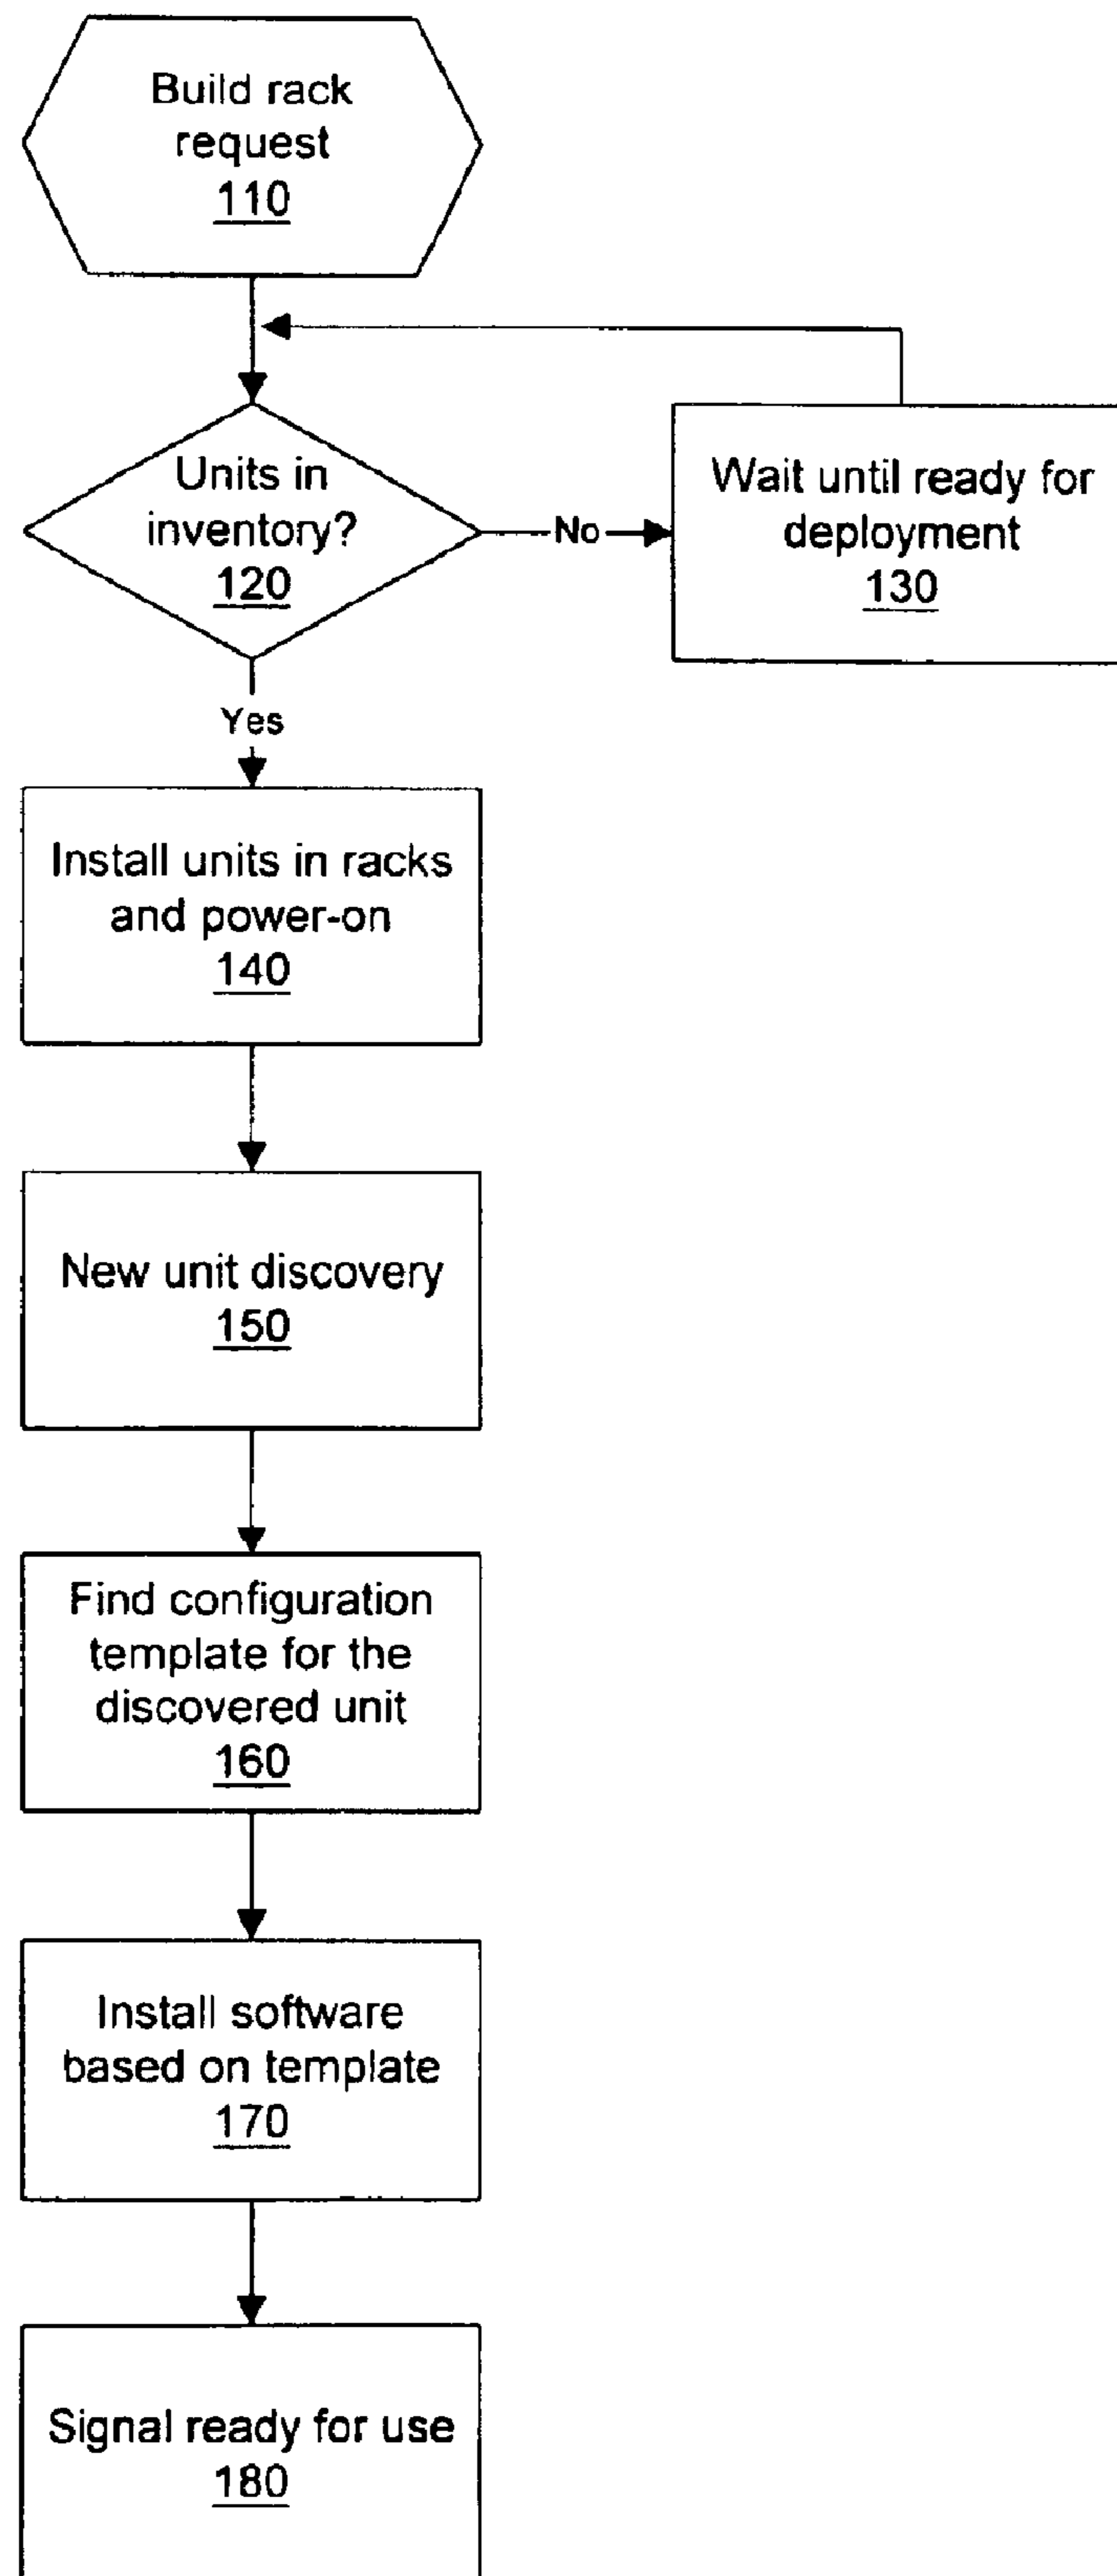 Build rack
request
110
Units in
inventory?
120
No
Wait until ready for
deployment
130
Yes
Install units in racks
and power-on
140
New unit discovery
150
Find configuration
template for the
discovered unit
160
Install software
based on template
170
Signal ready for use
180